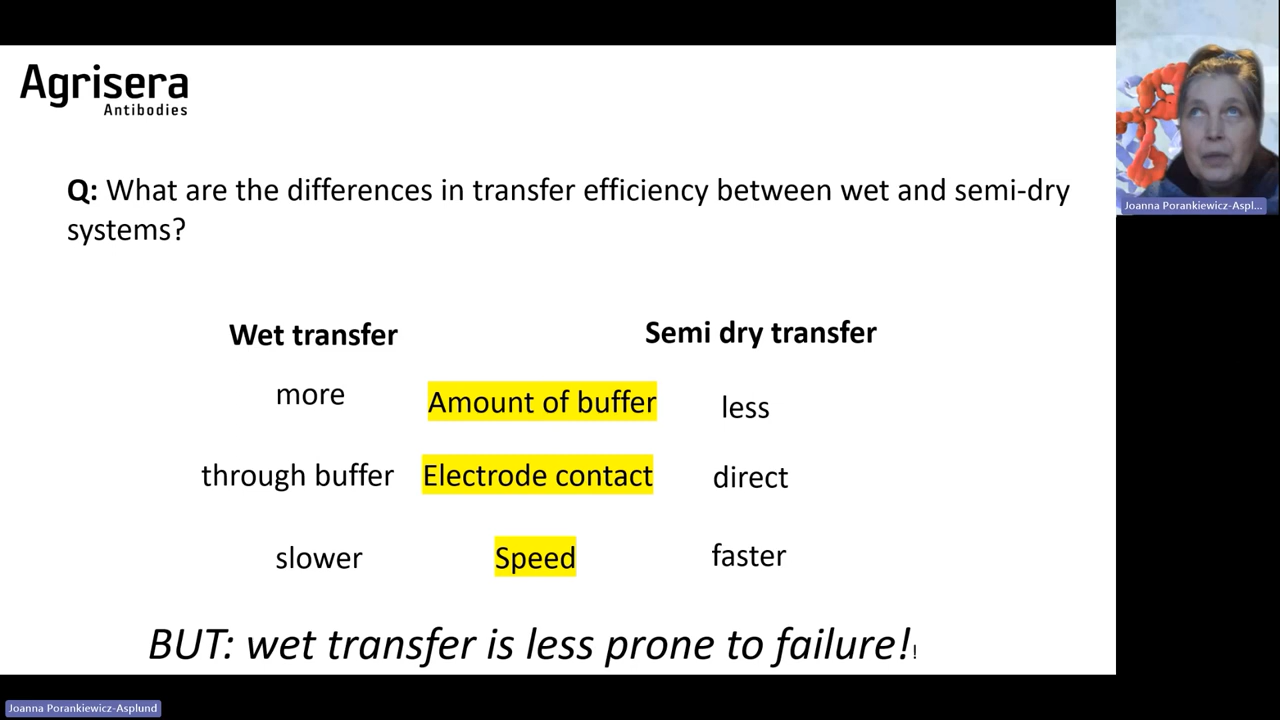 Agrisera
Antibodies
Q: What are the differences in transfer efficiency between wet and semi-dry
systems?
Wet transfer
Semi dry transfer
more
Amount of buffer
less
through buffer
Electrode contact
direct
slower
Speed
faster
BUT: wet transfer is less prone to failure!!
Joanna Porankiewicz-Aspl...
Joanna Porankiewicz-Asplund